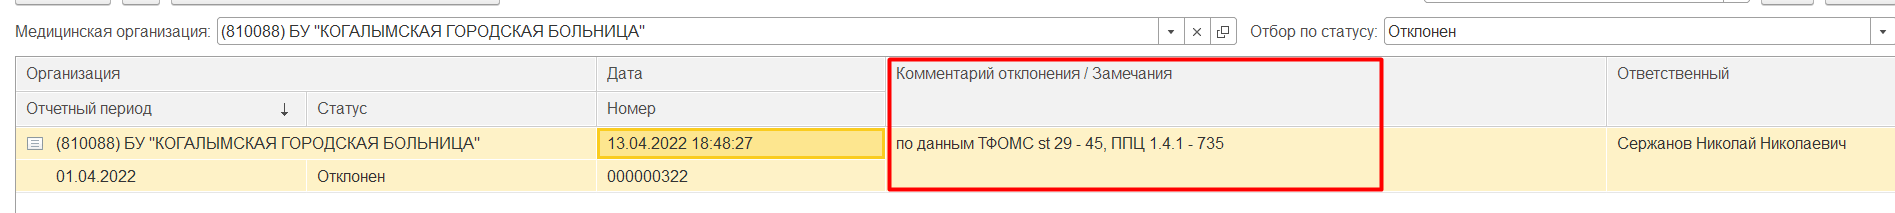 Медицинская организация: (810088) БУ "КОГАЛЫМСКАЯ ГОРОДСКАЯ БОЛЬНИЦА" Отбор по статусу: Отклонен
Организация Дата Комментарий отклонения / Замечания Ответственный
Отчетный период ↓ Статус Номер
(810088) БУ "КОГАЛЫМСКАЯ ГОРОДСКАЯ БОЛЬНИЦА" 13.04.2022 18:48:27 по данным ТФОМС st 29 - 45, ППЦ 1.4.1 - 735 Сержанов Николай Николаевич
01.04.2022 Отклонен 000000322